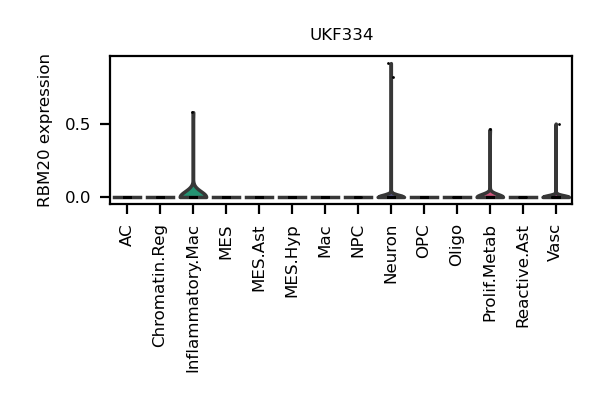 UKF334
RBM20 expression
0.5
0.0
AC
Chromatin.Reg
Inflammatory.Mac
MES
MES.Ast
MES.Hyp
Mac
NPC
Neuron
OPC
Oligo
Prolif.Metab
Reactive.Ast
Vasc